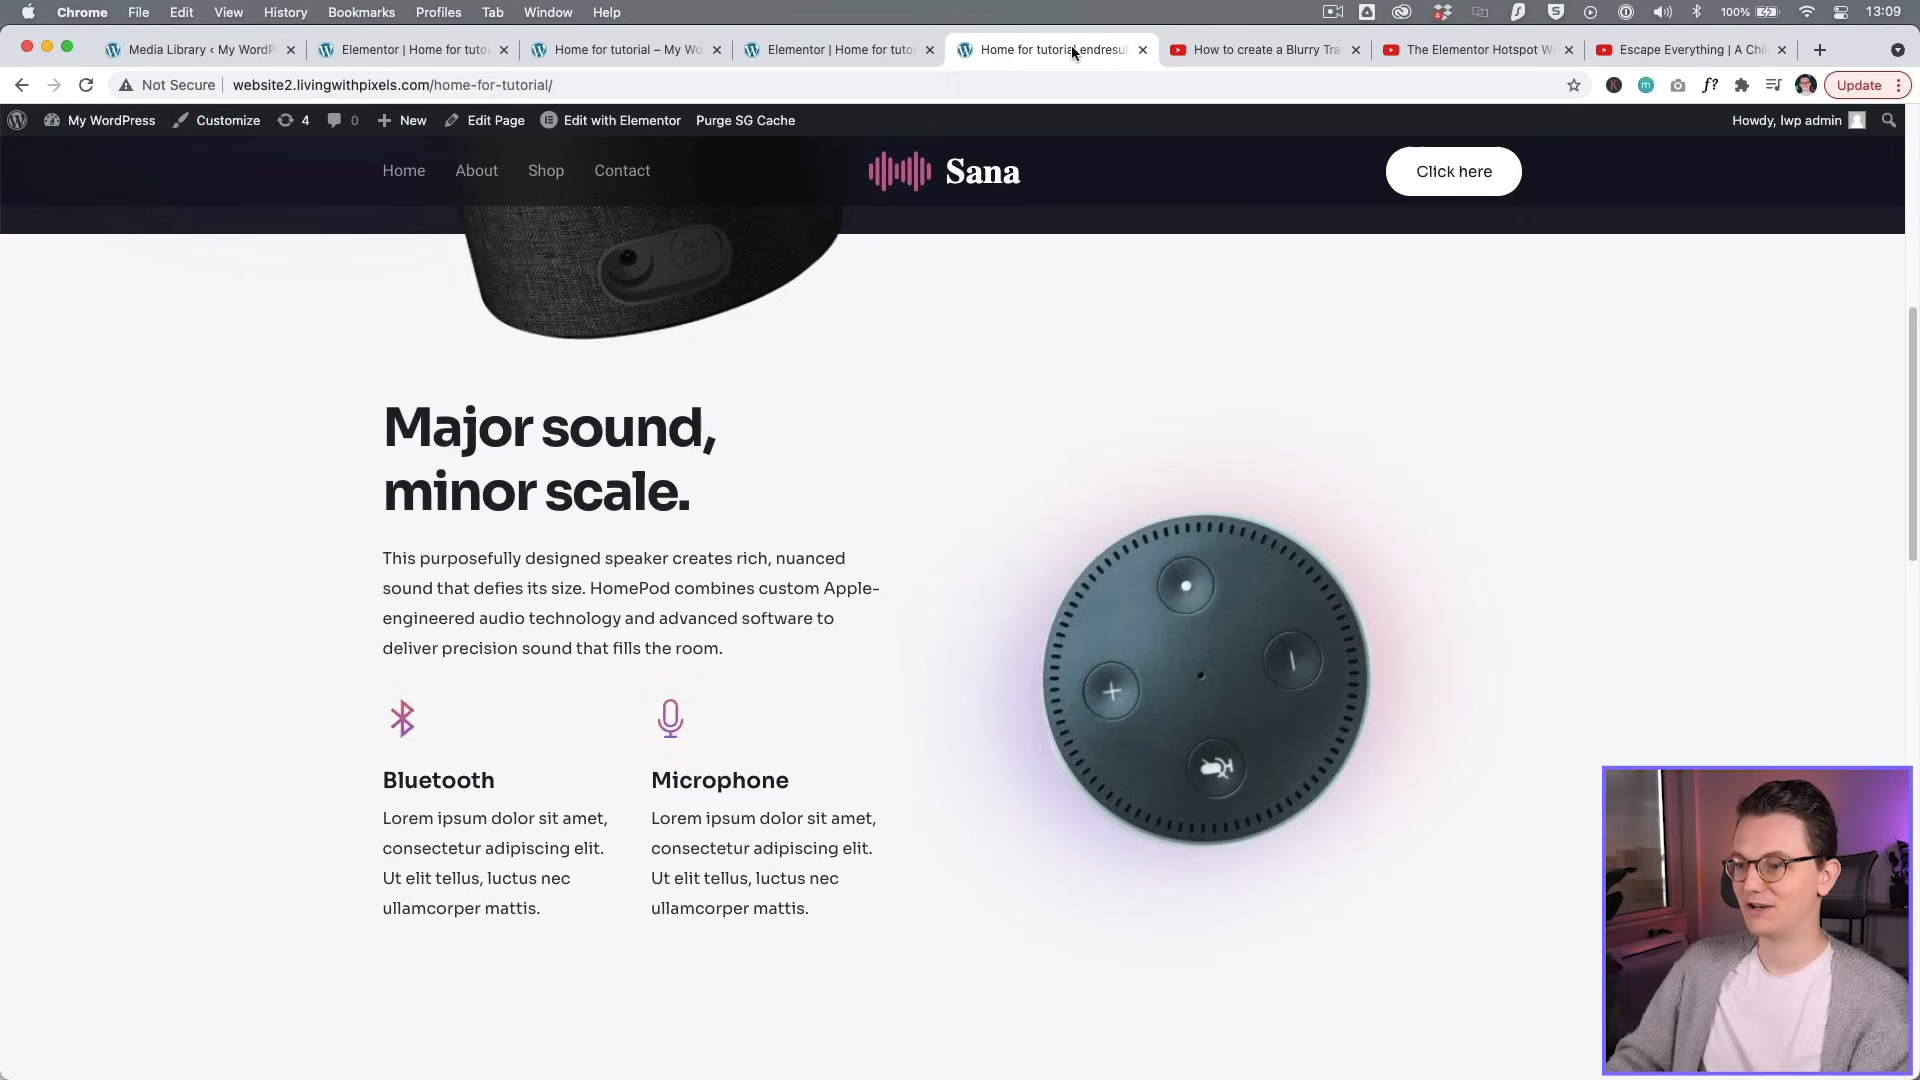 Chrome File Edit View History Bookmarks Profiles Tab Window Help
4
100%
13:09
Media Library ‹ My WordP
Elementor | Home for tuto
Home for tutorial – My Wo
Elementor | Home for tuto
Home for tutorial endresul
How to create a Blurry Tra
The Elementor Hotspot Wi
Escape Everything | A Chil
Not Secure
website2.livingwithpixels.com/home-for-tutorial/
f?
Update
My WordPress
Customize
4
0
New
Edit Page
Edit with Elementor
Purge SG Cache
Howdy, lwp admin
Home
About
Shop
Contact
Sana
Click here
AUX
OUT
Major sound,
minor scale.
This purposefully designed speaker creates rich, nuanced
sound that defies its size. HomePod combines custom Apple-
engineered audio technology and advanced software to
deliver precision sound that fills the room.
Bluetooth
Lorem ipsum dolor sit amet,
consectetur adipiscing elit.
Ut elit tellus, luctus nec
ullamcorper mattis.
Microphone
Lorem ipsum dolor sit amet,
consectetur adipiscing elit.
Ut elit tellus, luctus nec
ullamcorper mattis.